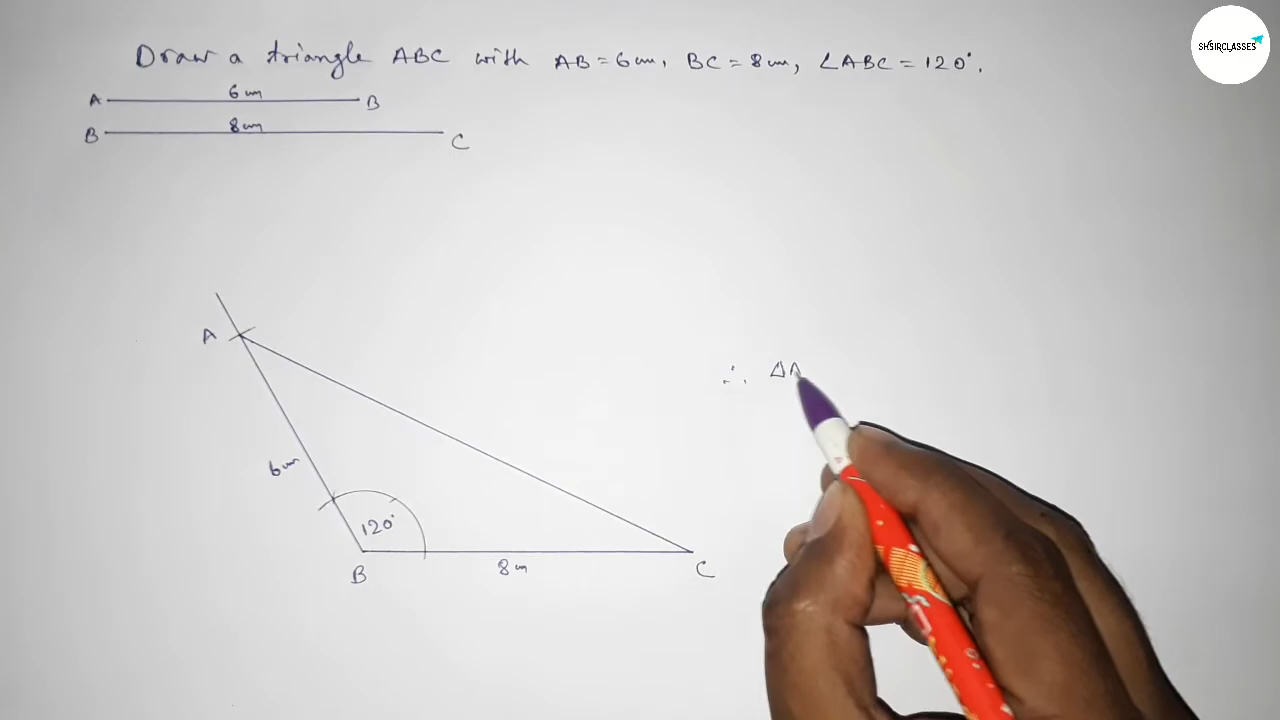 SHSIRCLASSES
Draw a triangle ABC with AB = 6cm, BC = 8cm, ∠ABC = 120°.
A 6cm B
B 8cm C
A
∴ ΔA
6cm
120°
B 8cm C